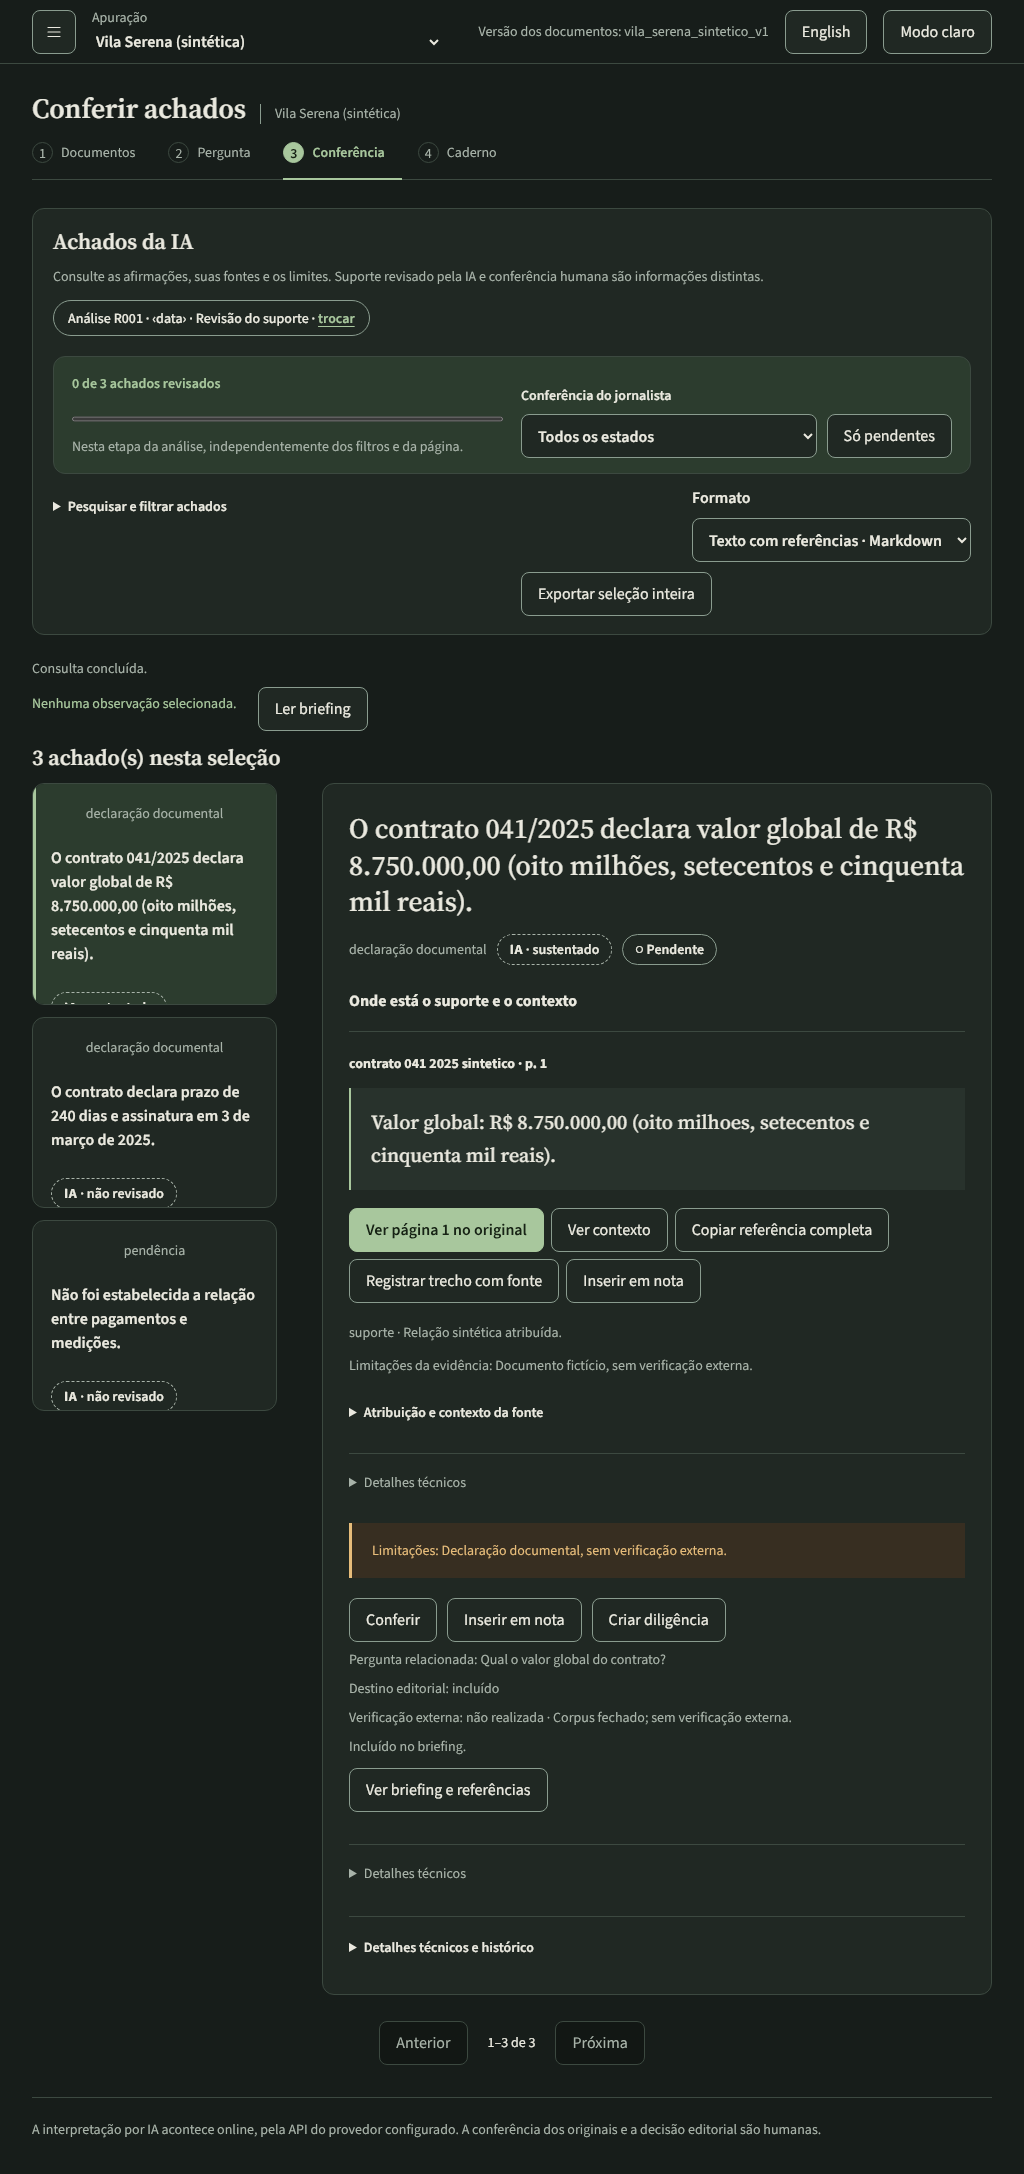 Apuração
Vila Serena (sintética)
Versão dos documentos: vila_serena_sintetico_v1
English
Modo claro
Conferir achados
Vila Serena (sintética)
1 Documentos
2 Pergunta
3 Conferência
4 Caderno
Achados da IA
Consulte as afirmações, suas fontes e os limites. Suporte revisado pela IA e conferência humana são informações distintas.
Análise R001 · ‹data› · Revisão do suporte · trocar
0 de 3 achados revisados
Nesta etapa da análise, independentemente dos filtros e da página.
Conferência do jornalista
Todos os estados
Só pendentes
Pesquisar e filtrar achados
Formato
Texto com referências · Markdown
Exportar seleção inteira
Consulta concluída.
Nenhuma observação selecionada.
Ler briefing
3 achado(s) nesta seleção
declaração documental
O contrato 041/2025 declara
valor global de R$
8.750.000,00 (oito milhões,
setecentos e cinquenta mil
reais).
declaração documental
O contrato declara prazo de
240 dias e assinatura em 3 de
março de 2025.
IA · não revisado
pendência
Não foi estabelecida a relação
entre pagamentos e
medições.
IA · não revisado
O contrato 041/2025 declara valor global de R$
8.750.000,00 (oito milhões, setecentos e cinquenta
mil reais).
declaração documental
IA · sustentado
Pendente
Onde está o suporte e o contexto
contrato 041 2025 sintetico · p. 1
Valor global: R$ 8.750.000,00 (oito milhoes, setecentos e
cinquenta mil reais).
Ver página 1 no original
Ver contexto
Copiar referência completa
Registrar trecho com fonte
Inserir em nota
suporte · Relação sintética atribuída.
Limitações da evidência: Documento fictício, sem verificação externa.
Atribuição e contexto da fonte
Detalhes técnicos
Limitações: Declaração documental, sem verificação externa.
Conferir
Inserir em nota
Criar diligência
Pergunta relacionada: Qual o valor global do contrato?
Destino editorial: incluído
Verificação externa: não realizada · Corpus fechado; sem verificação externa.
Incluído no briefing.
Ver briefing e referências
Detalhes técnicos
Detalhes técnicos e histórico
Anterior
1–3 de 3
Próxima
A interpretação por IA acontece online, pela API do provedor configurado. A conferência dos originais e a decisão editorial são humanas.